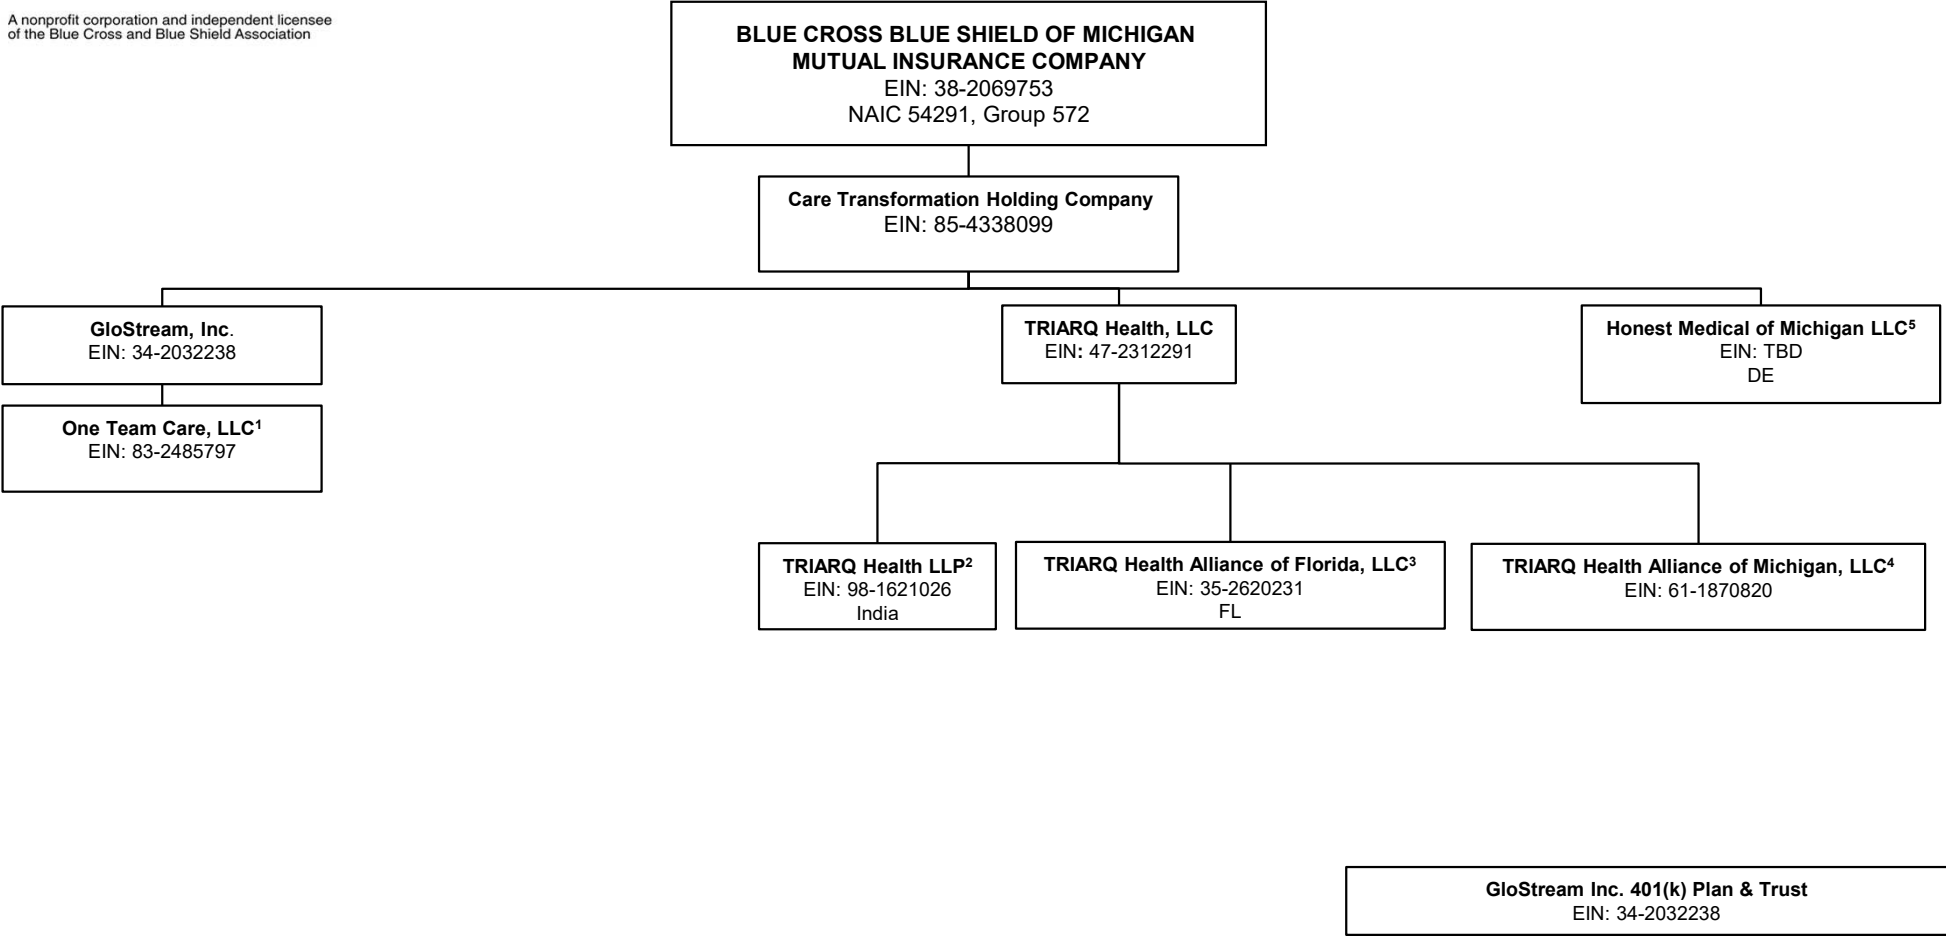 A nonprofit corporation and independent licensee
of the Blue Cross and Blue Shield Association
BLUE CROSS BLUE SHIELD OF MICHIGAN
MUTUAL INSURANCE COMPANY
EIN: 38-2069753
NAIC 54291, Group 572
Care Transformation Holding Company
EIN: 85-4338099
GloStream, Inc.
EIN: 34-2032238
TRIARQ Health, LLC
EIN: 47-2312291
Honest Medical of Michigan LLC⁵
EIN: TBD
DE
One Team Care, LLC¹
EIN: 83-2485797
TRIARQ Health LLP²
EIN: 98-1621026
India
TRIARQ Health Alliance of Florida, LLC³
EIN: 35-2620231
FL
TRIARQ Health Alliance of Michigan, LLC⁴
EIN: 61-1870820
GloStream Inc. 401(k) Plan & Trust
EIN: 34-2032238